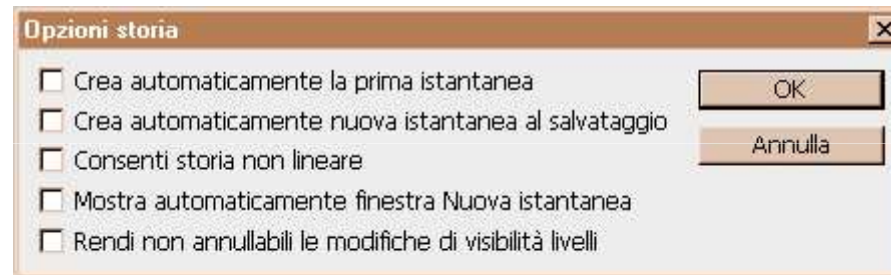 Opzioni storia
Crea automaticamente la prima istantanea
Crea automaticamente nuova istantanea al salvataggio
Consenti storia non lineare
Mostra automaticamente finestra Nuova istantanea
Rendi non annullabili le modifiche di visibilità livelli
OK
Annulla